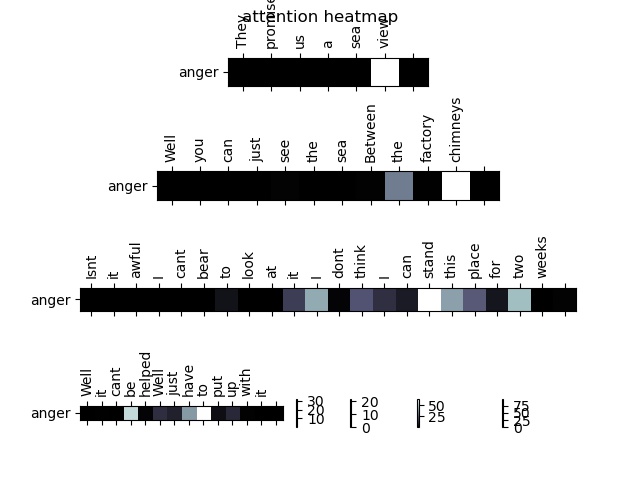 attention heatmap
They promise us a sea view
anger
Well you can just see the sea Between the factory chimneys
anger
Isnt it awful I cant bear to look at it I dont think I can stand this place for two weeks
anger
Well it cant be helped Well just have to put up with it
anger
30 20 10
20 10 0
50 25
75 50 25 0